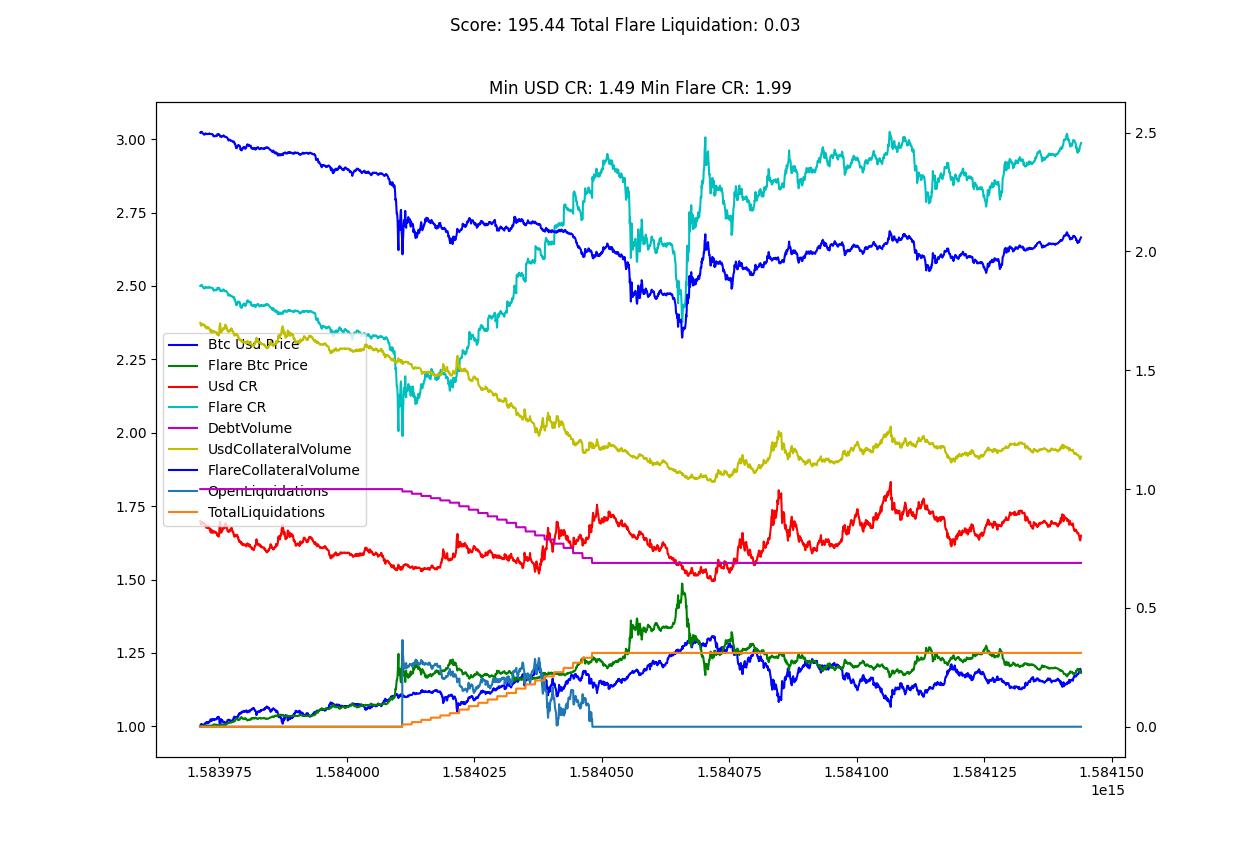 Score: 195.44 Total Flare Liquidation: 0.03
Min USD CR: 1.49 Min Flare CR: 1.99
3.00
2.75
2.50
2.25
2.00
1.75
1.50
1.25
1.00
2.5
2.0
1.5
1.0
0.5
0.0
Btc Usd Price
Flare Btc Price
Usd CR
Flare CR
DebtVolume
UsdCollateralVolume
FlareCollateralVolume
OpenLiquidations
TotalLiquidations
1.583975 1.584000 1.584025 1.584050 1.584075 1.584100 1.584125 1.584150
1e15